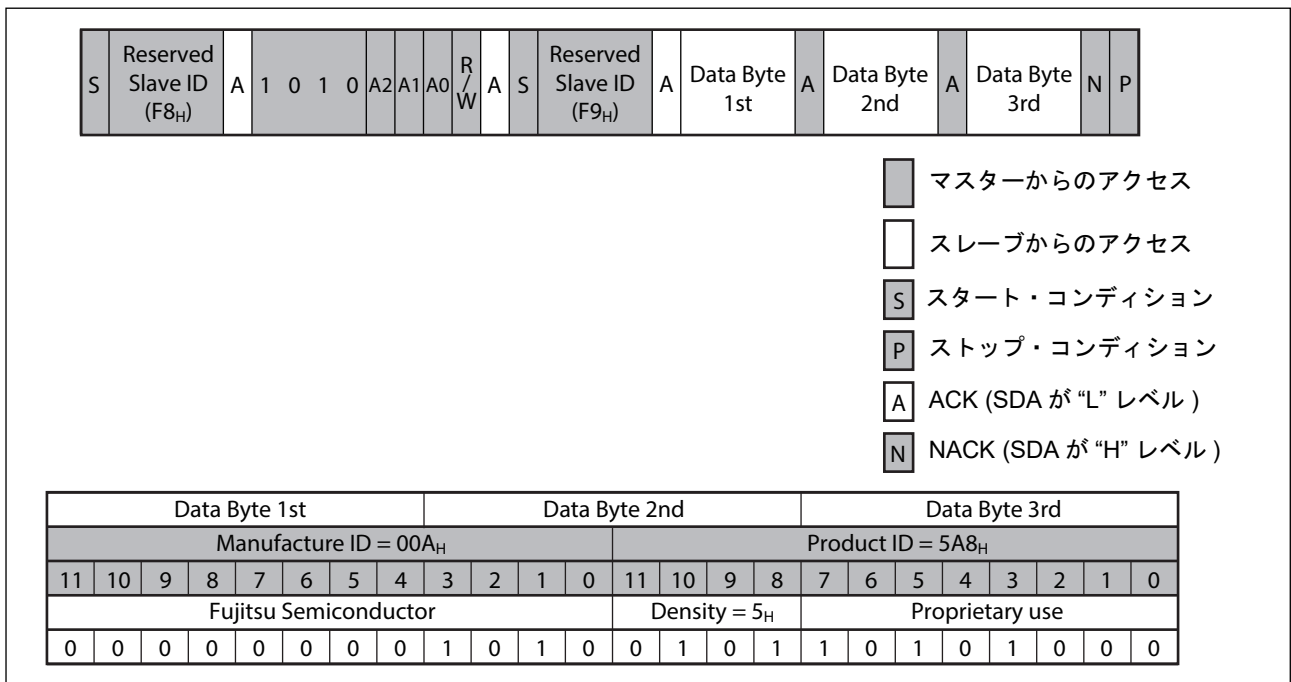 S Reserved Slave ID (F8H) A 1 0 1 0 A2 A1 A0 R/W A S Reserved Slave ID (F9H) A Data Byte 1st A Data Byte 2nd A Data Byte 3rd N P
マスターからのアクセス
スレーブからのアクセス
S スタート・コンディション
P ストップ・コンディション
A ACK (SDA が “L” レベル )
N NACK (SDA が “H” レベル )
Data Byte 1st Data Byte 2nd Data Byte 3rd
Manufacture ID = 00AH Product ID = 5A8H
11 10 9 8 7 6 5 4 3 2 1 0 11 10 9 8 7 6 5 4 3 2 1 0
Fujitsu Semiconductor Density = 5H Proprietary use
0 0 0 0 0 0 0 0 1 0 1 0 0 1 0 1 1 0 1 0 1 0 0 0